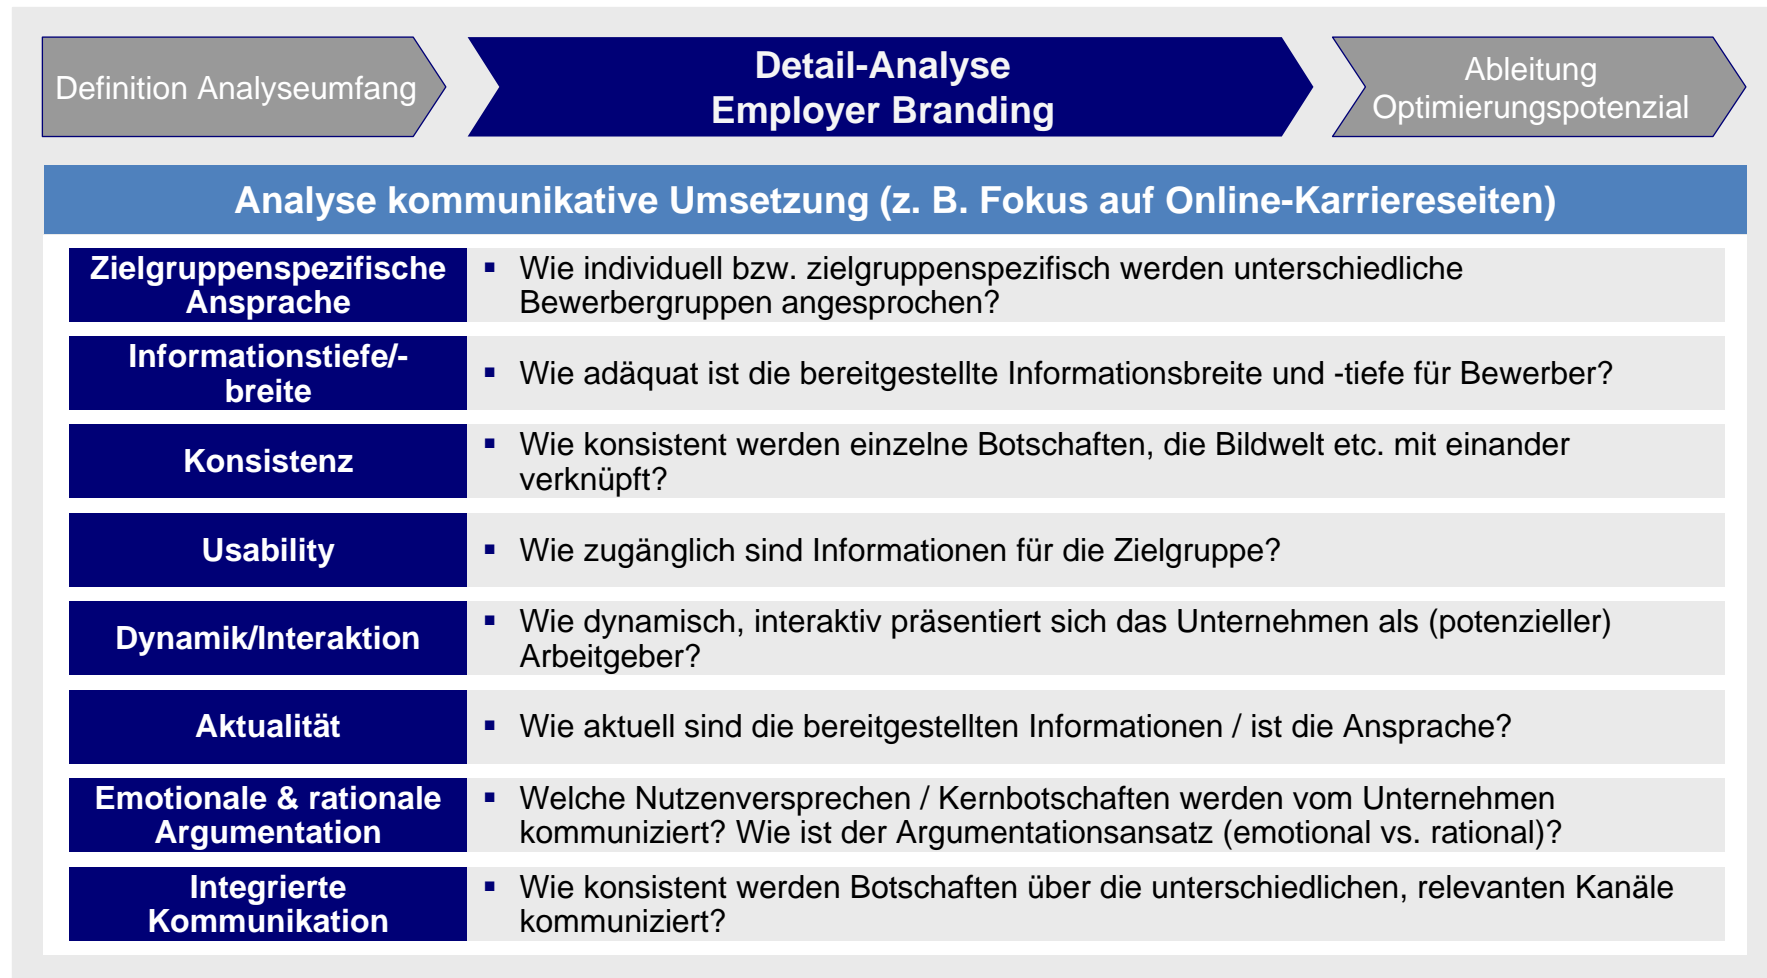 Definition Analyseumfang
Detail-Analyse
Employer Branding
Ableitung
Optimierungspotenzial
Analyse kommunikative Umsetzung (z. B. Fokus auf Online-Karriereseiten)
Zielgruppenspezifische
Ansprache
▪ Wie individuell bzw. zielgruppenspezifisch werden unterschiedliche
Bewerbergruppen angesprochen?
Informationstiefe/-
breite
▪ Wie adäquat ist die bereitgestellte Informationsbreite und -tiefe für Bewerber?
Konsistenz
▪ Wie konsistent werden einzelne Botschaften, die Bildwelt etc. mit einander
verknüpft?
Usability
▪ Wie zugänglich sind Informationen für die Zielgruppe?
Dynamik/Interaktion
▪ Wie dynamisch, interaktiv präsentiert sich das Unternehmen als (potenzieller)
Arbeitgeber?
Aktualität
▪ Wie aktuell sind die bereitgestellten Informationen / ist die Ansprache?
Emotionale & rationale
Argumentation
▪ Welche Nutzenversprechen / Kernbotschaften werden vom Unternehmen
kommuniziert? Wie ist der Argumentationsansatz (emotional vs. rational)?
Integrierte
Kommunikation
▪ Wie konsistent werden Botschaften über die unterschiedlichen, relevanten Kanäle
kommuniziert?